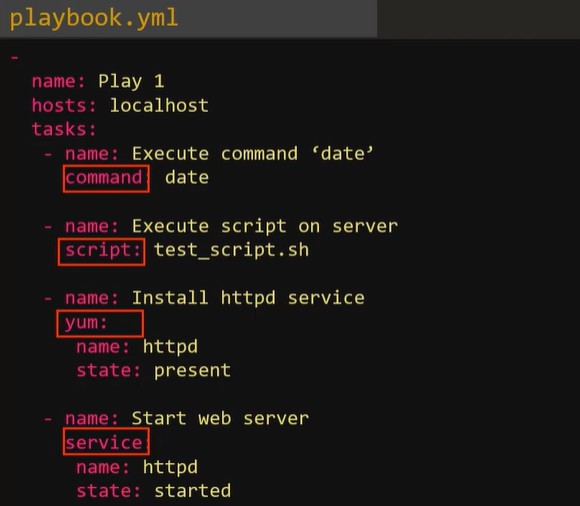 playbook.yml
-
name: Play 1
hosts: localhost
tasks:
- name: Execute command ‘date’
command: date
- name: Execute script on server
script: test_script.sh
- name: Install httpd service
yum:
name: httpd
state: present
- name: Start web server
service:
name: httpd
state: started